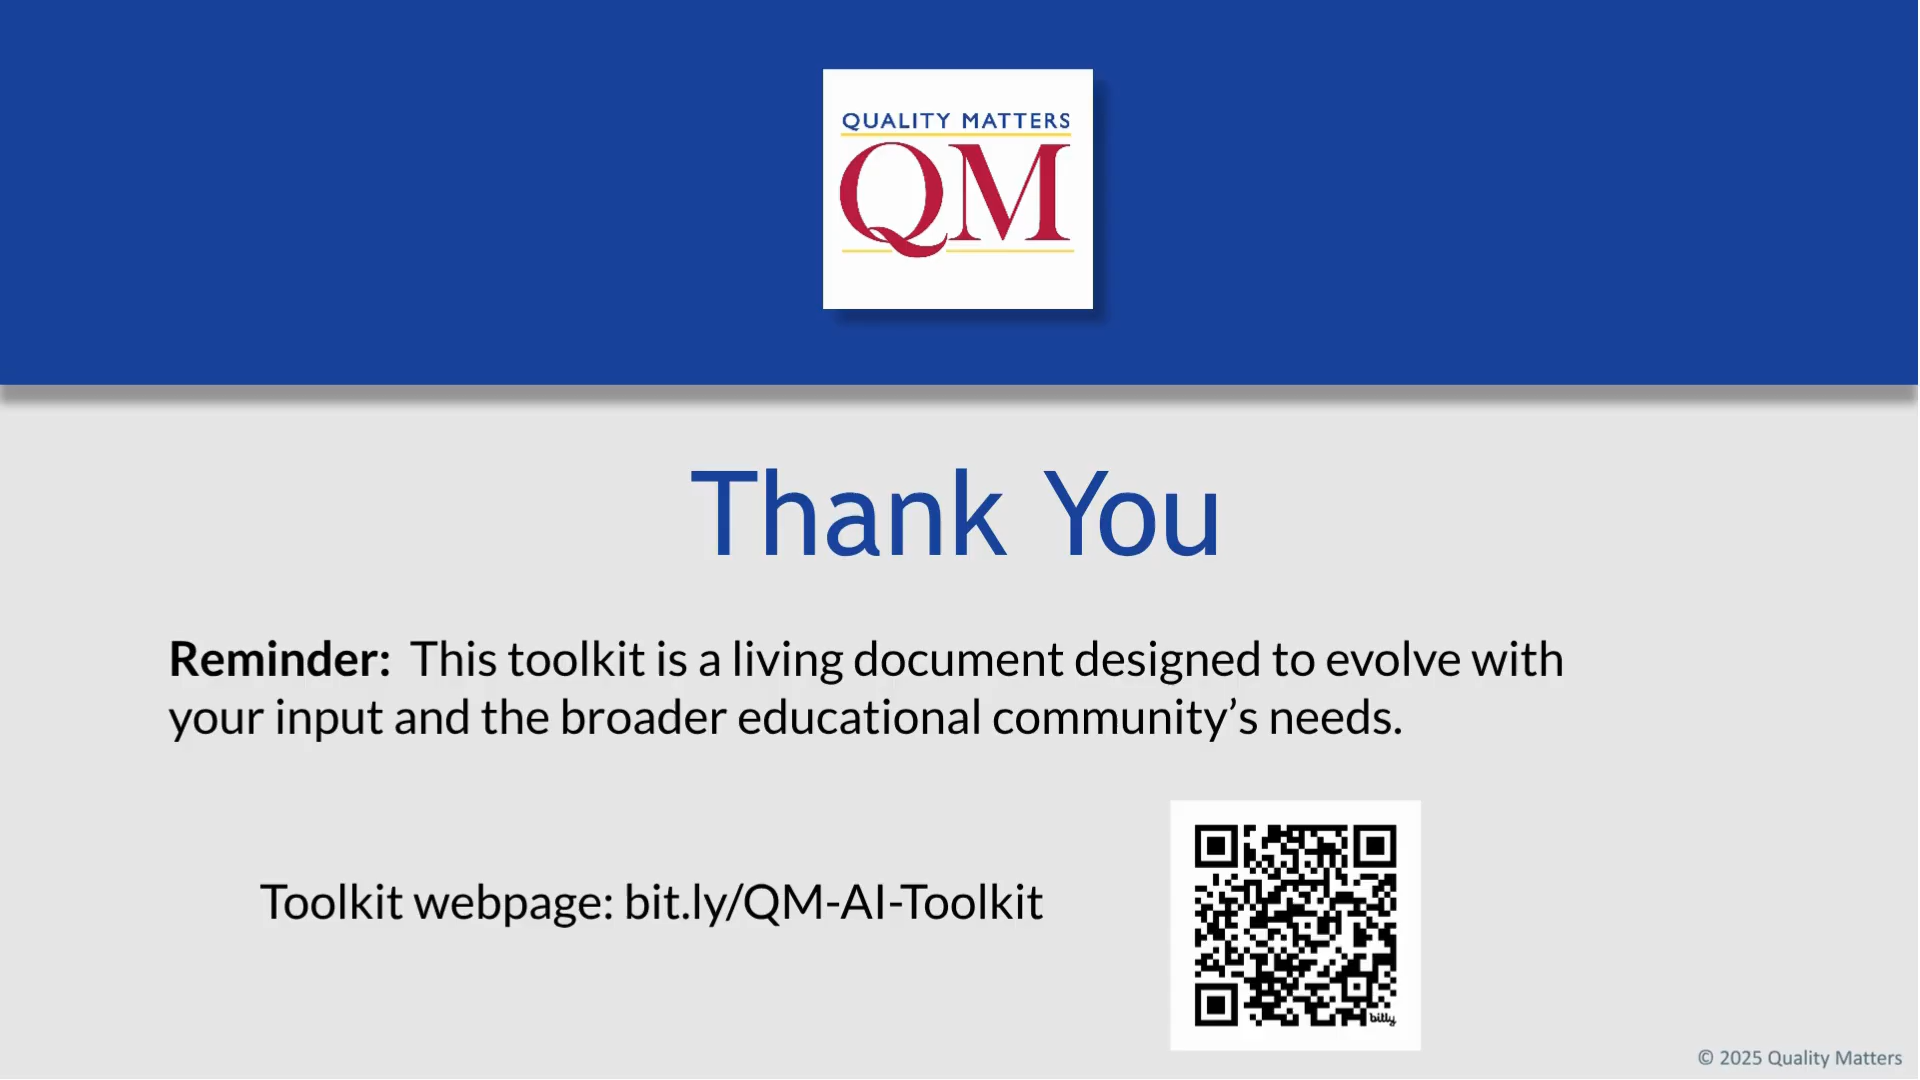 QUALITY MATTERS
QM
Thank You
Reminder: This toolkit is a living document designed to evolve with
your input and the broader educational community’s needs.
Toolkit webpage: bit.ly/QM-AI-Toolkit
bitly
© 2025 Quality Matters